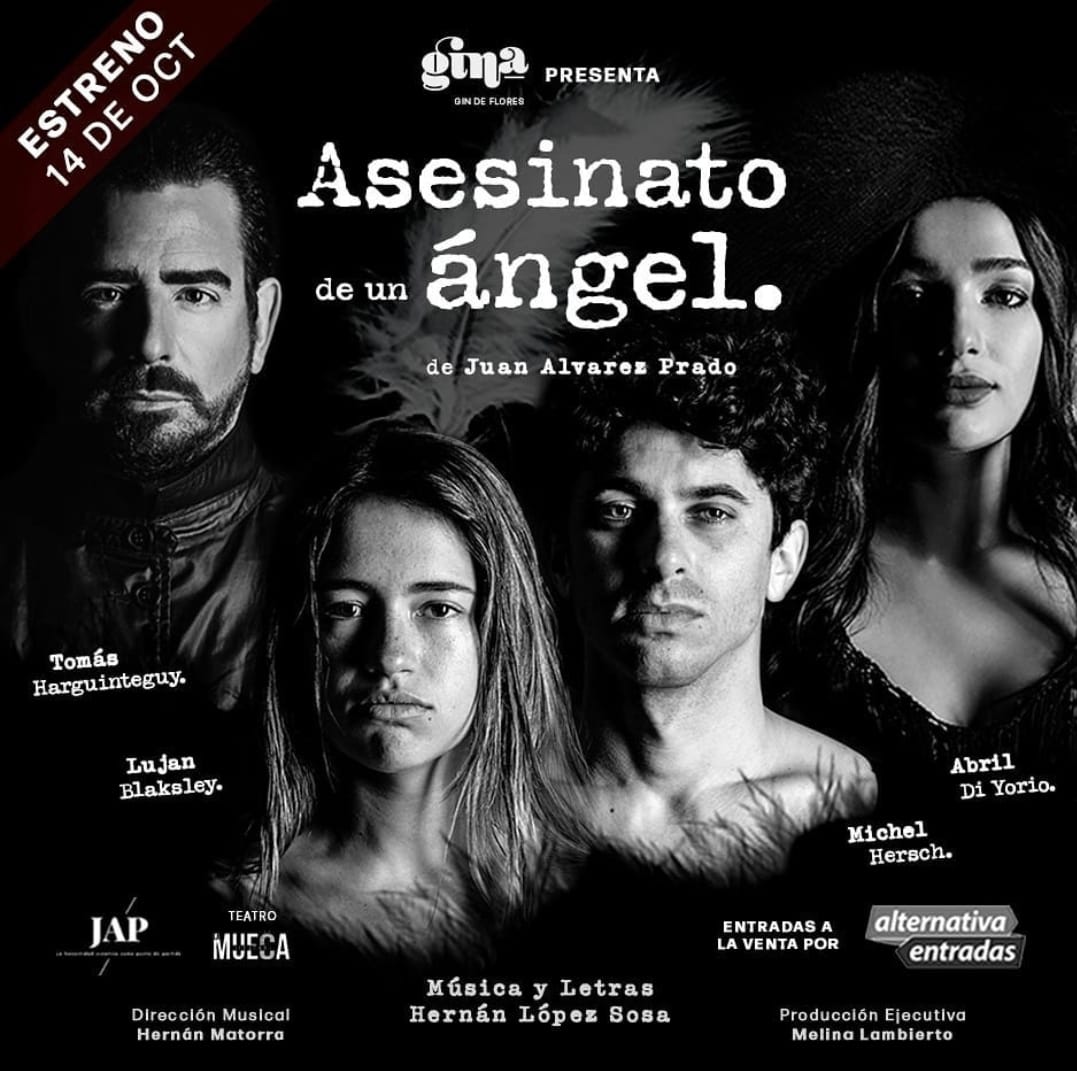 ESTRENO
14 DE OCT
gina PRESENTA
GIN DE FLORES
Asesinato
de un ángel.
de Juan Alvarez Prado
Tomás
Harguinteguy.
Lujan
Blaksley.
Abril
Di Yorio.
Michel
Hersch.
JAP
TEATRO
MUECA
ENTRADAS A
LA VENTA POR
alternativa
entradas
Música y Letras
Hernán López Sosa
Dirección Musical
Hernán Matorra
Producción Ejecutiva
Melina Lambierto